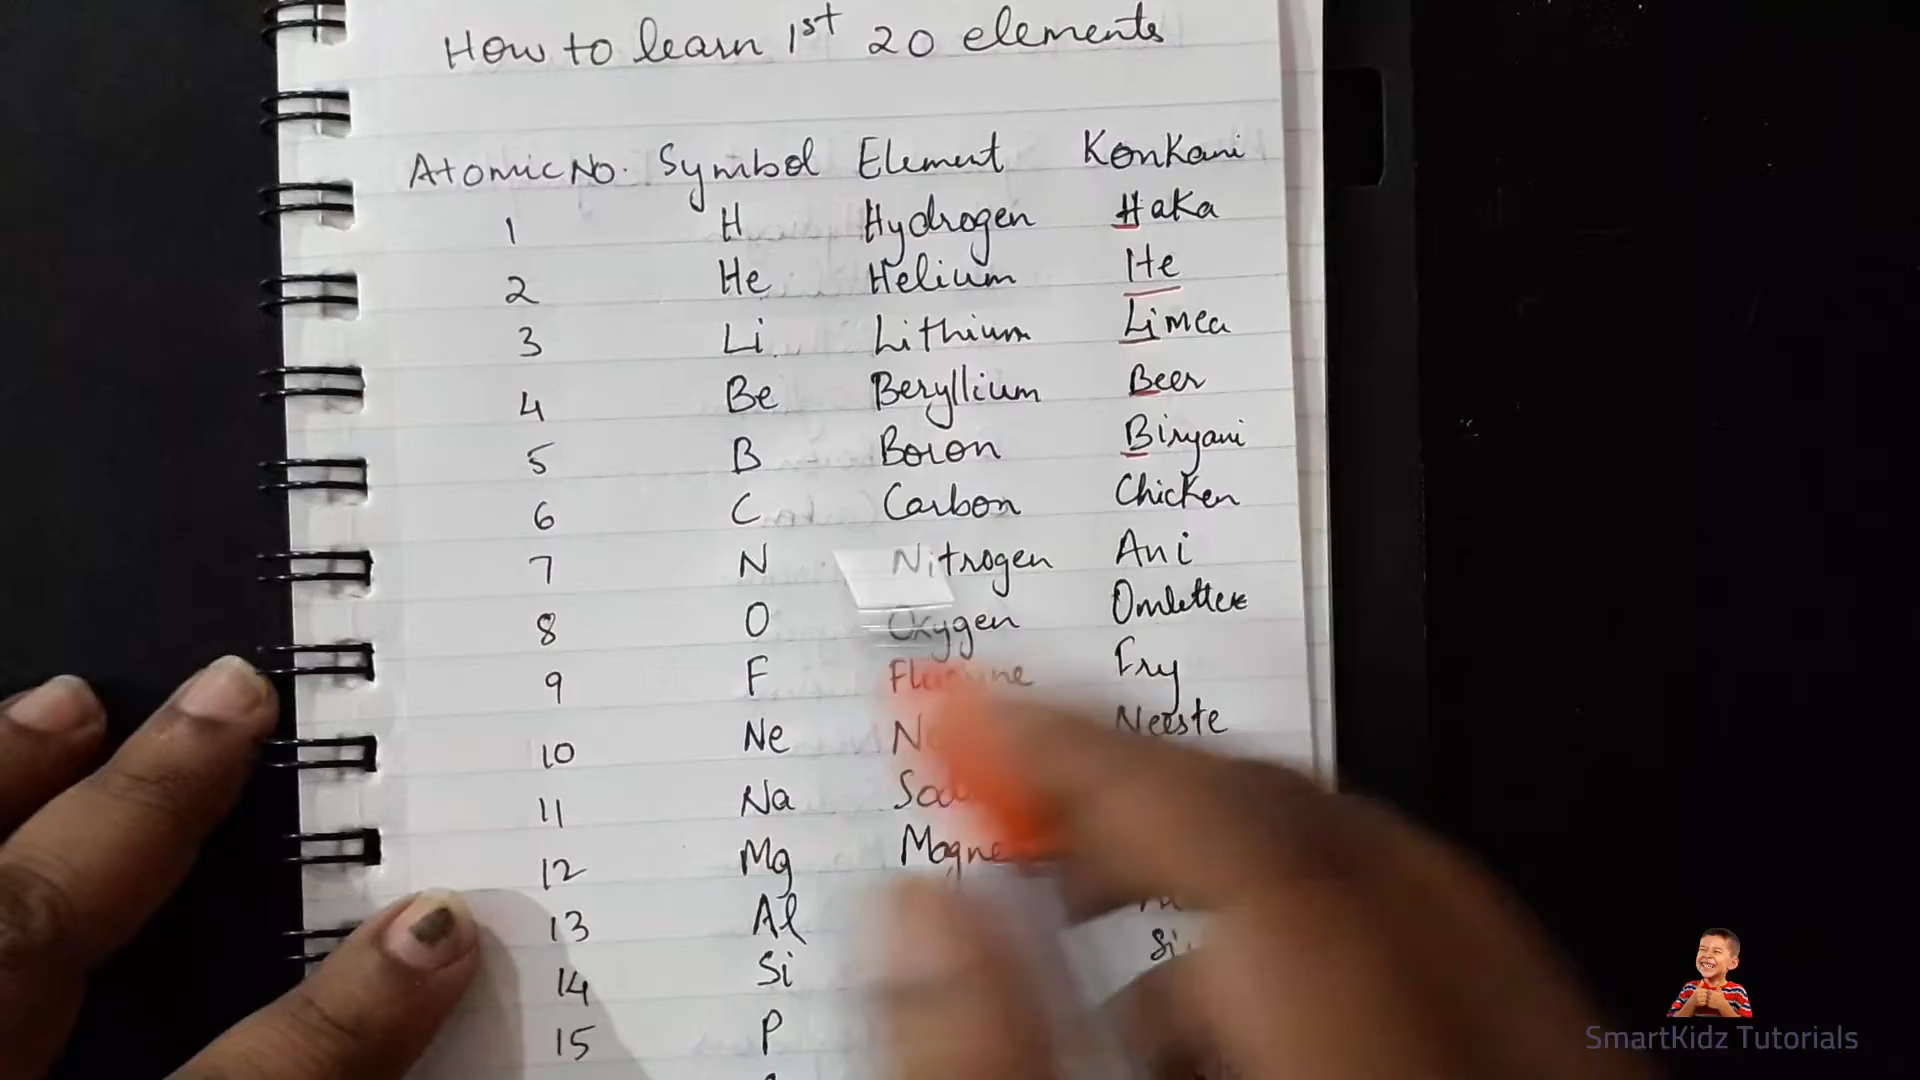 How to learn 1st 20 elements
Atomic No. Symbol Element Konkani
1 H Hydrogen Haka
2 He Helium He
3 Li Lithium Limea
4 Be Beryllium Beer
5 B Boron Biryani
6 C Carbon Chicken
7 N Nitrogen Ani
8 O Oxygen
9 F Fry
10 Ne
11 Na
12 Mg
13 Al
14 Si
15 P
SmartKidz Tutorials